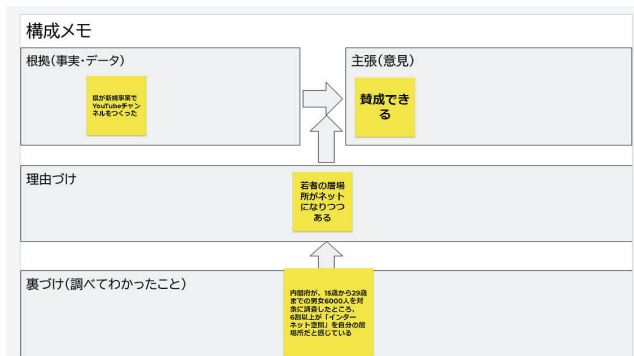 構成メモ
根拠(事実・データ)
県が新規事業で
YouTubeチャン
ネルをつくった
主張(意見)
賛成でき
る
理由づけ
若者の居場
所がネット
になりつつ
ある
裏づけ(調べてわかったこと)
内閣府が、15歳から29歳
までの男女6000人を対
象に調査したところ、
6割以上が「インター
ネット空間」を自分の居
場所だと感じている